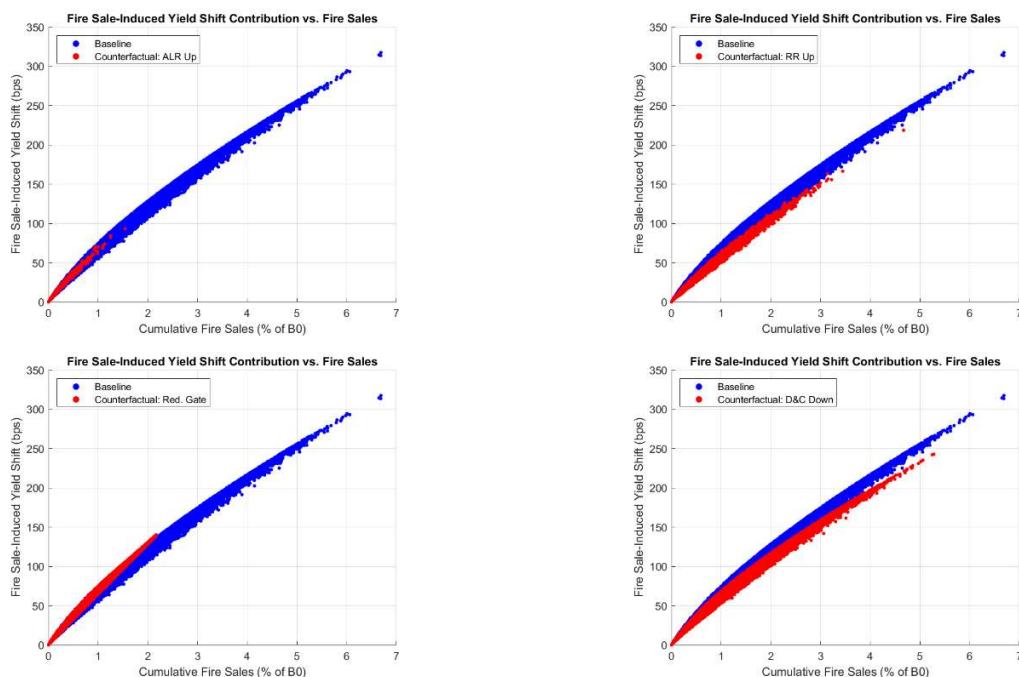 Fire Sale-Induced Yield Shift Contribution vs. Fire Sales
Baseline
Counterfactual: ALR Up
Fire Sale-Induced Yield Shift (bps)
350
300
250
200
150
100
50
0
0 1 2 3 4 5 6 7
Cumulative Fire Sales (% of B0)
Fire Sale-Induced Yield Shift Contribution vs. Fire Sales
Baseline
Counterfactual: RR Up
Fire Sale-Induced Yield Shift (bps)
350
300
250
200
150
100
50
0
0 1 2 3 4 5 6 7
Cumulative Fire Sales (% of B0)
Fire Sale-Induced Yield Shift Contribution vs. Fire Sales
Baseline
Counterfactual: Red. Gate
Fire Sale-Induced Yield Shift (bps)
350
300
250
200
150
100
50
0
0 1 2 3 4 5 6 7
Cumulative Fire Sales (% of B0)
Fire Sale-Induced Yield Shift Contribution vs. Fire Sales
Baseline
Counterfactual: D&C Down
Fire Sale-Induced Yield Shift (bps)
350
300
250
200
150
100
50
0
0 1 2 3 4 5 6 7
Cumulative Fire Sales (% of B0)